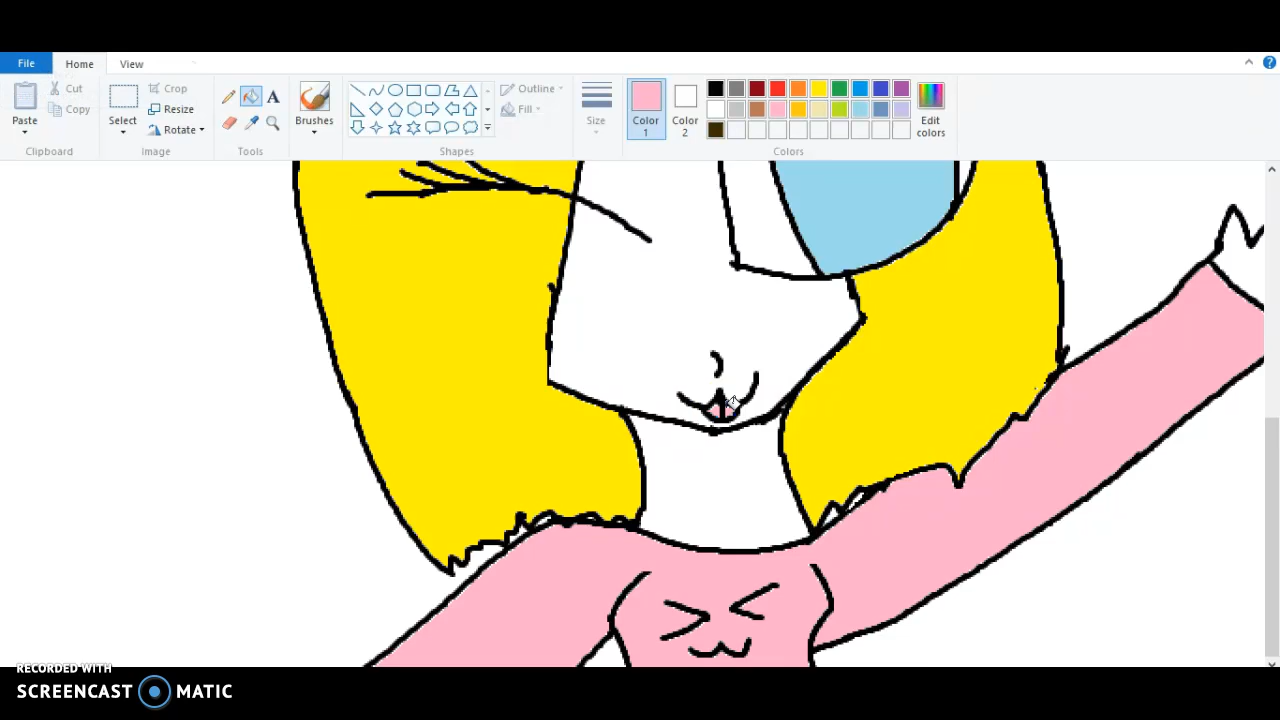 File Home View
Cut
Copy
Paste
Clipboard
Select
Crop
Resize
Rotate
Image
A
Tools
Brushes
Outline
Fill
Shapes
Size
Color 1
Color 2
Edit colors
Colors
?
RECORDED WITH
SCREENCAST MATIC